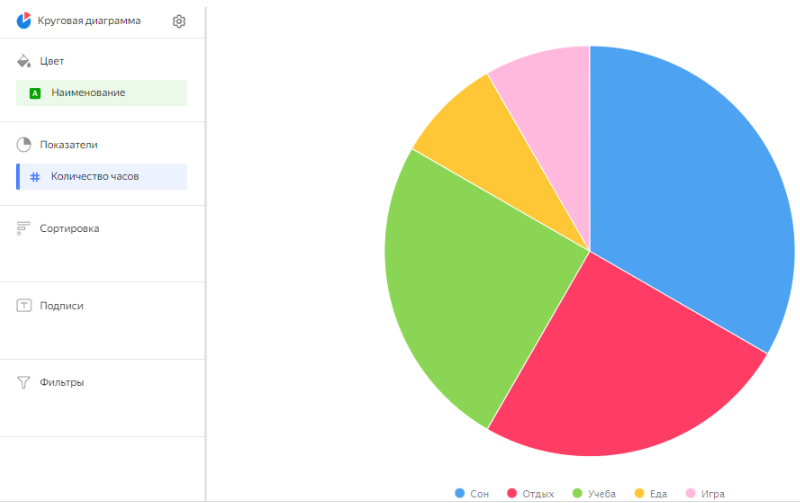 Круговая диаграмма
Цвет
A Наименование
Показатели
# Количество часов
Сортировка
T Подписи
Фильтры
Сон Отдых Учеба Еда Игра